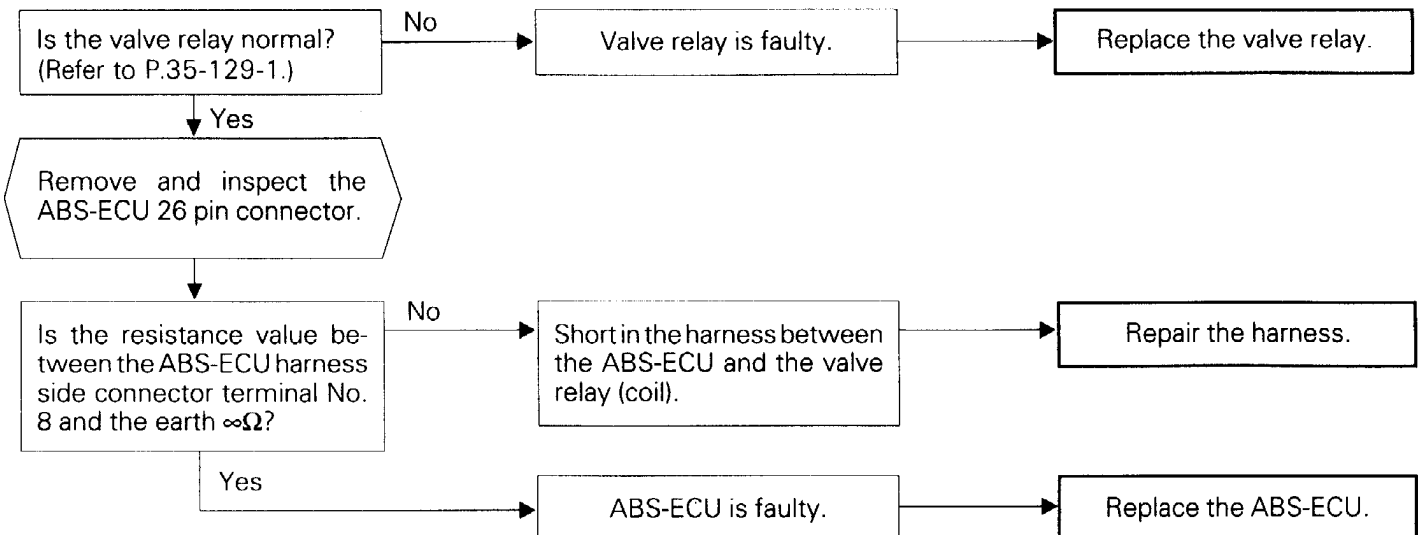 Is the valve relay normal?
(Refer to P.35-129-1.)
No
Valve relay is faulty.
Replace the valve relay.
Yes
Remove and inspect the
ABS-ECU 26 pin connector.
Is the resistance value be-
tween the ABS-ECU harness
side connector terminal No.
8 and the earth ∞Ω?
No
Short in the harness between
the ABS-ECU and the valve
relay (coil).
Repair the harness.
Yes
ABS-ECU is faulty.
Replace the ABS-ECU.